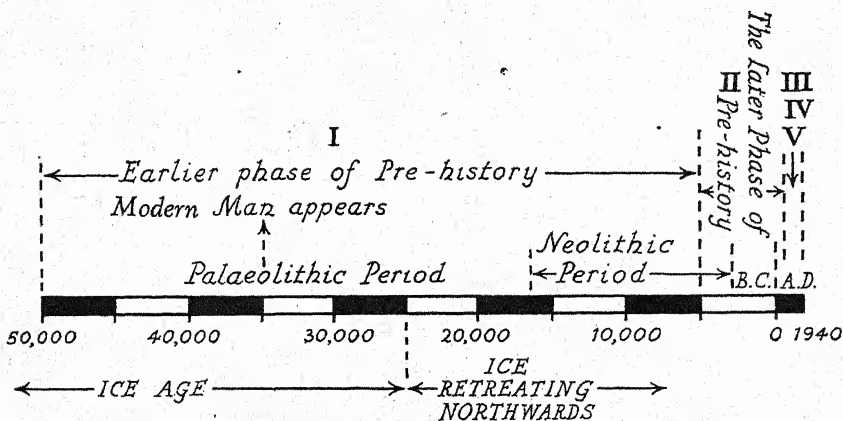 I
Earlier phase of Pre-history
Modern Man appears
II
The Later Phase of
Pre-history
III
IV
V
Palaeolithic Period
Neolithic
Period
B.C.
A.D.
50,000 40,000 30,000 20,000 10,000 0 1940
ICE AGE
ICE
RETREATING
NORTHWARDS